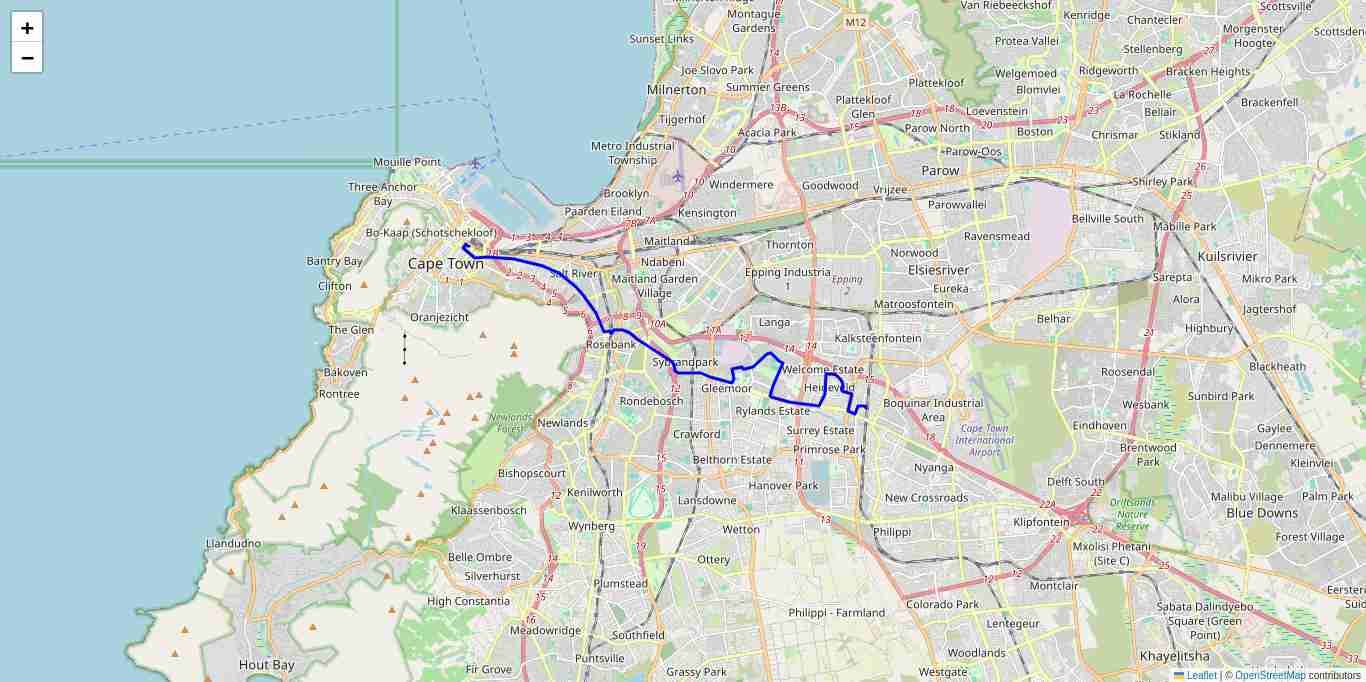 +
−
Montague
Gardens
M12
Van Riebeeckshof
Kenridge
Chantecler
Scottsville
Sunset Links
Protea Vallei
Stellenberg
Morgenster
Hoogte
Joe Slovo Park
Welgemoed
Ridgeworth
Bracken Heights
Milnerton
Summer Greens
Plattekloof
Blomvlei
La Rochelle
Brackenfell
Plattekloof
Glen
Loevenstein
Bellair
Tijgerhof
13B
Acacia Park
Parow North
Boston
Chrismar
Stikland
Metro Industrial
Township
Parow-Oos
Mouille Point
Windermere
Goodwood
Vrijzee
Parow
Shirley Park
Three Anchor
Bay
Brooklyn
Parowvallei
Paarden Eiland
Kensington
Bellville South
Mabille Park
Bo-Kaap (Schotschekloof)
Maitland
Thornton
Ravensmead
Norwood
Kuilsrivier
Bantry Bay
Cape Town
Salt River
Ndabeni
Epping Industria
1
Epping
2
Elsiesriver
Sarepta
Mikro Park
Clifton
Maitland Garden
Village
Eureka
Matroosfontein
Alora
Jagtershof
Oranjezicht
10A
Langa
Belhar
The Glen
Rosebank
11A
Kalksteenfontein
21
Highbury
Bakoven
Sybrandpark
Welcome Estate
Roosendal
Blackheath
Rontree
Gleemoor
Heideveld
Rondebosch
Rylands Estate
Boquinar Industrial
Area
Wesbank
Sunbird Park
Newlands
Forest
Newlands
Crawford
Surrey Estate
Cape Town
International
Airport
Eindhoven
Gaylee
Primrose Park
Brentwood
Park
Dennemere
Bishopscourt
Belthorn Estate
Nyanga
Kleinvlei
Kenilworth
Hanover Park
Delft South
Klaassenbosch
Lansdowne
New Crossroads
22A
Driftsands
Nature
Reserve
Malibu Village
Palm Park
Wynberg
Wetton
Philippi
Klipfontein
Blue Downs
Llandudno
Forest Village
Belle Ombre
Ottery
Mxolisi Phetani
(Site C)
Silverhurst
Plumstead
Montclair
High Constantia
Philippi - Farmland
Colorado Park
Sabata Dalindyebo
Square (Green
Point)
Meadowridge
Southfield
Lentegeur
Puntsville
Woodlands
Khayelitsha
Hout Bay
Fir Grove
Grassy Park
Westgate
Leaflet | © OpenStreetMap contributors